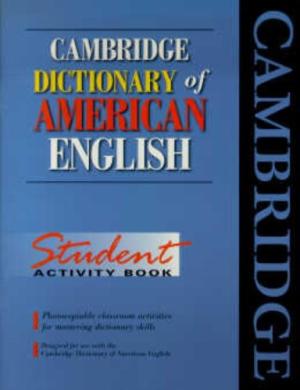 CAMBRIDGE
DICTIONARY of
AMERICAN
ENGLISH
Student
ACTIVITY BOOK
Photocopiable classroom activities
for mastering dictionary skills
Designed for use with the
Cambridge Dictionary of American English
CAMBRIDGE